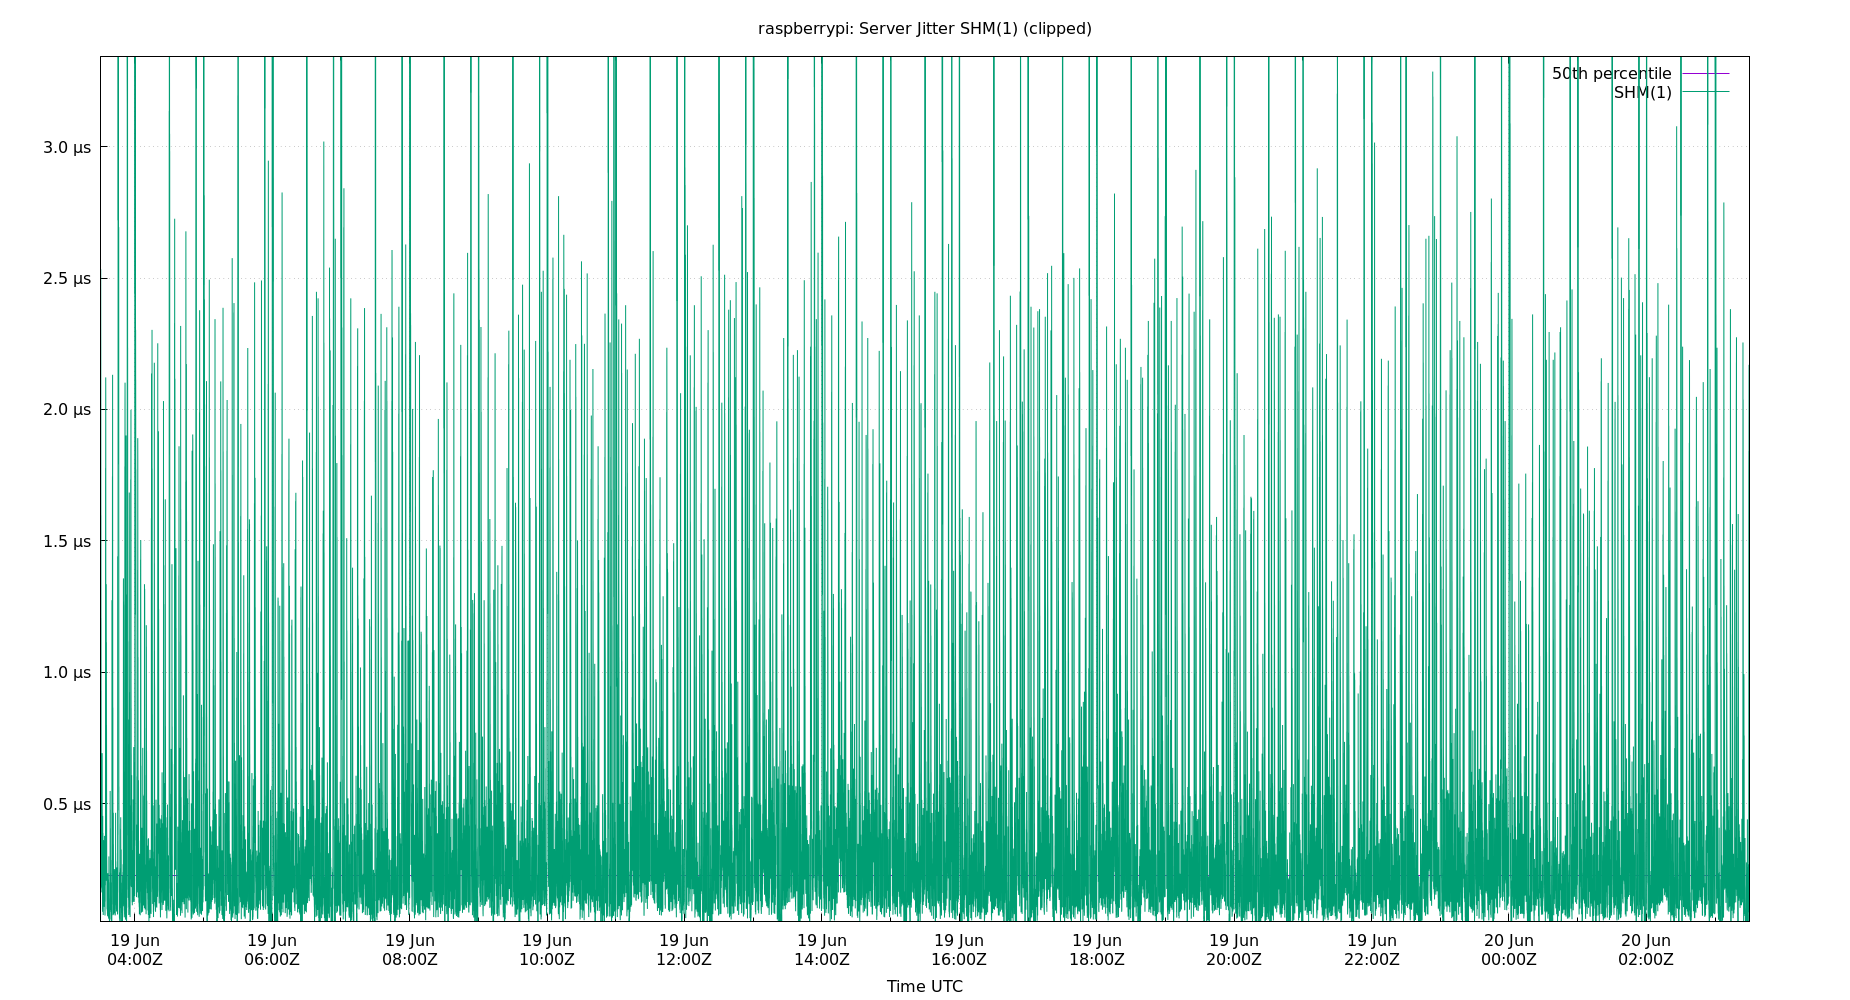 raspberrypi: Server Jitter SHM(1) (clipped)
50th percentile
SHM(1)
3.0 µs
2.5 µs
2.0 µs
1.5 µs
1.0 µs
0.5 µs
19 Jun 19 Jun 19 Jun 19 Jun 19 Jun 19 Jun 19 Jun 19 Jun 19 Jun 19 Jun 20 Jun 20 Jun
04:00Z 06:00Z 08:00Z 10:00Z 12:00Z 14:00Z 16:00Z 18:00Z 20:00Z 22:00Z 00:00Z 02:00Z
Time UTC